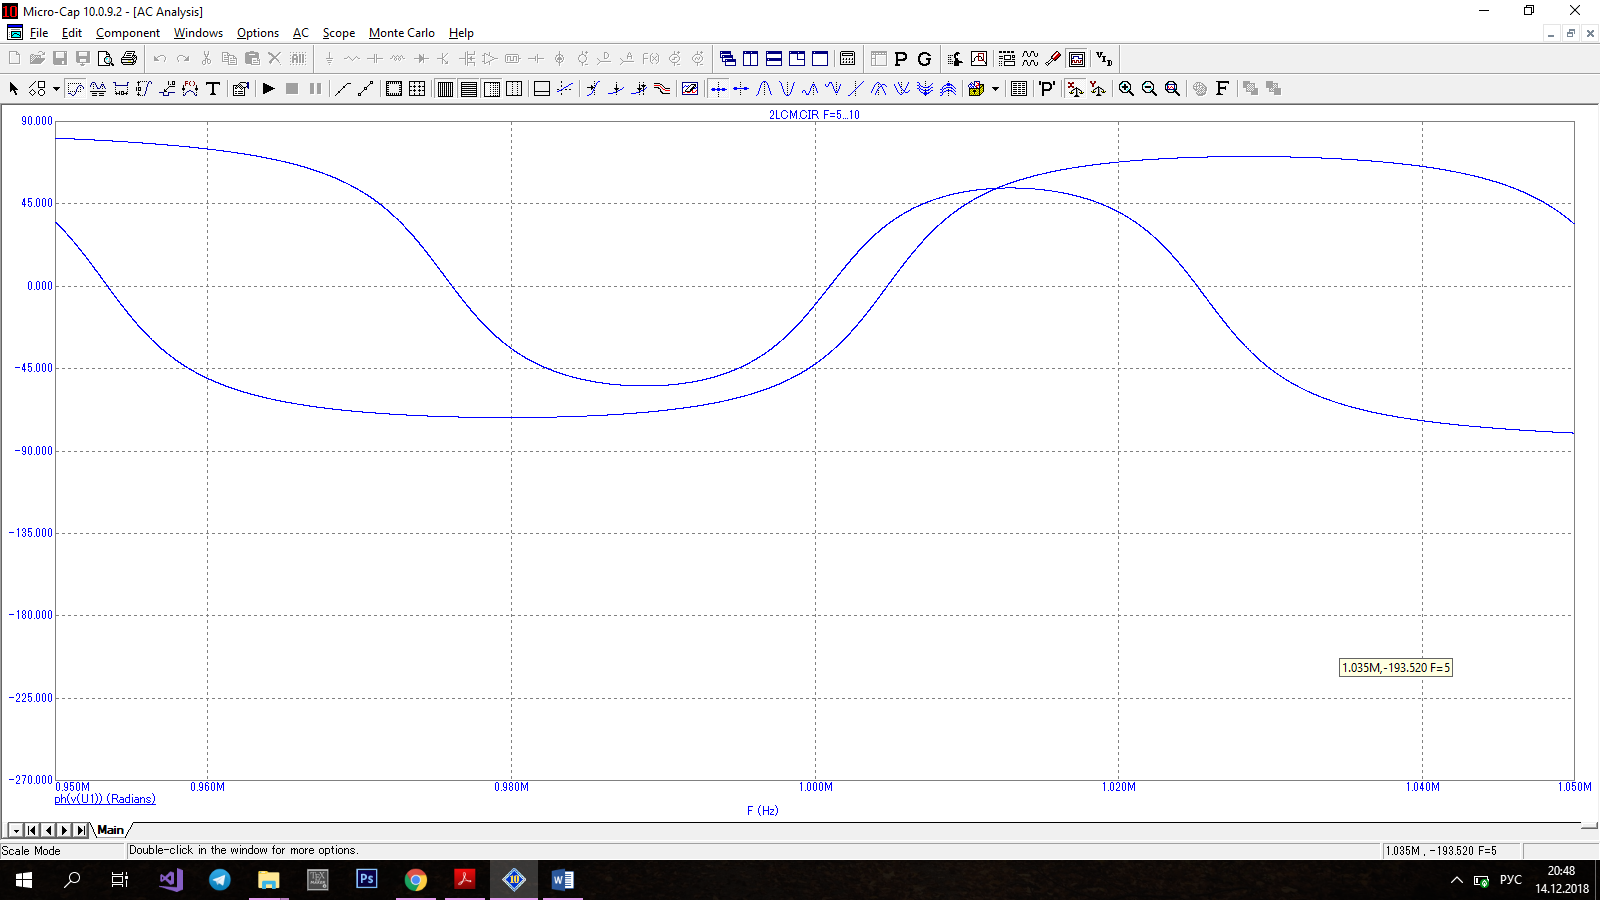 Micro-Cap 10.0.9.2 - [AC Analysis]
File Edit Component Windows Options AC Scope Monte Carlo Help
2LCM.CIR F=5...10
90.000
45.000
0.000
-45.000
-90.000
-135.000
-180.000
-225.000
-270.000
1.035M,-193.520 F=5
0.950M 0.960M 0.980M 1.000M 1.020M 1.040M 1.050M
ph(v(U1)) (Radians)
F (Hz)
Main
Scale Mode
Double-click in the window for more options.
1.035M , -193.520 F=5
РУС
20:48
14.12.2018